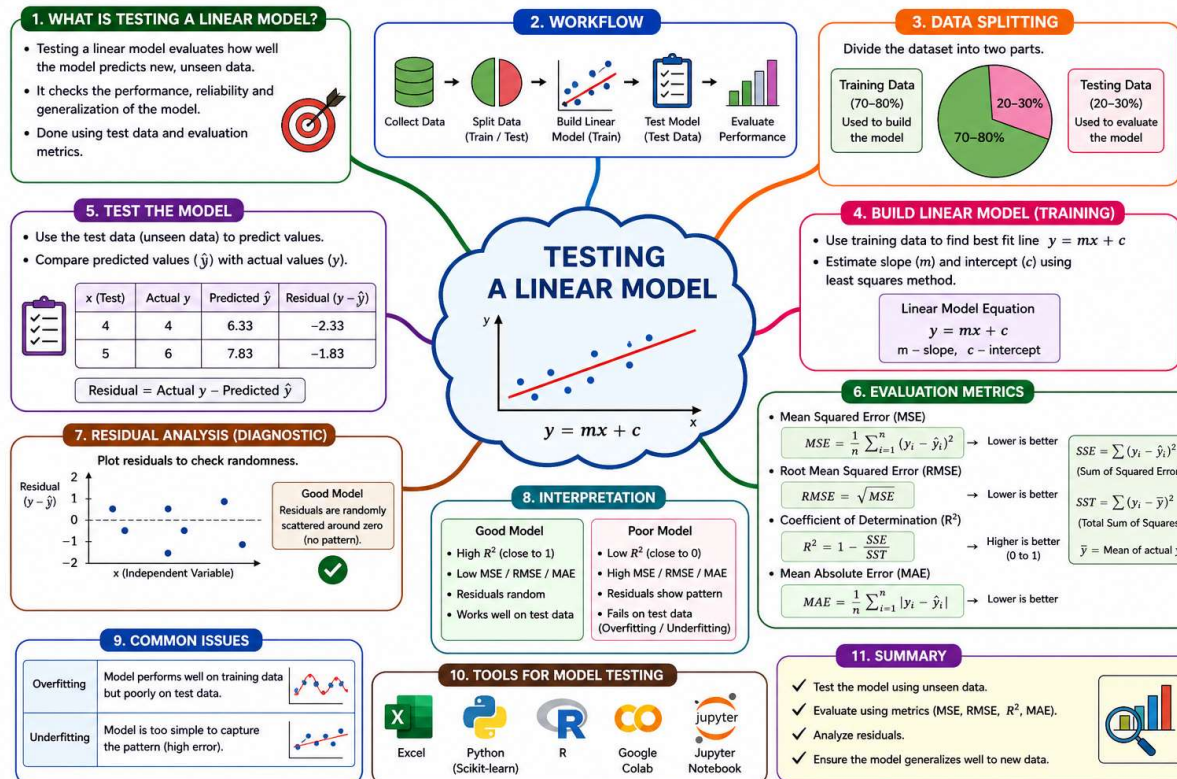 1. WHAT IS TESTING A LINEAR MODEL?
• Testing a linear model evaluates how well
the model predicts new, unseen data.
• It checks the performance, reliability and
generalization of the model.
• Done using test data and evaluation
metrics.
2. WORKFLOW
Collect Data
Split Data
(Train / Test)
Build Linear
Model (Train)
Test Model
(Test Data)
Evaluate
Performance
3. DATA SPLITTING
Divide the dataset into two parts.
Training Data
(70–80%)
Used to build
the model
20–30%
70–80%
Testing Data
(20–30%)
Used to evaluate
the model
5. TEST THE MODEL
• Use the test data (unseen data) to predict values.
• Compare predicted values (ŷ) with actual values (y).
x (Test) Actual y Predicted ŷ Residual (y – ŷ)
4 4 6.33 −2.33
5 6 7.83 −1.83
Residual = Actual y – Predicted ŷ
TESTING
A LINEAR MODEL
y
x
y = mx + c
4. BUILD LINEAR MODEL (TRAINING)
• Use training data to find best fit line y = mx + c
• Estimate slope (m) and intercept (c) using
least squares method.
Linear Model Equation
y = mx + c
m – slope, c – intercept
7. RESIDUAL ANALYSIS (DIAGNOSTIC)
Plot residuals to check randomness.
Residual
(y – ŷ)
2
1
0
−1
−2
x (Independent Variable)
Good Model
Residuals are randomly
scattered around zero
(no pattern).
8. INTERPRETATION
Good Model
• High R² (close to 1)
• Low MSE / RMSE / MAE
• Residuals random
• Works well on test data
Poor Model
• Low R² (close to 0)
• High MSE / RMSE / MAE
• Residuals show pattern
• Fails on test data
(Overfitting / Underfitting)
6. EVALUATION METRICS
• Mean Squared Error (MSE)
MSE = 1/n ∑ⁿᵢ₌₁ (yᵢ – ŷᵢ)² → Lower is better
• Root Mean Squared Error (RMSE)
RMSE = √MSE → Lower is better
• Coefficient of Determination (R²)
R² = 1 − SSE/SST → Higher is better
(0 to 1)
• Mean Absolute Error (MAE)
MAE = 1/n ∑ⁿᵢ₌₁ |yᵢ – ŷᵢ| → Lower is better
SSE = ∑ (yᵢ – ŷᵢ)²
(Sum of Squared Error
SST = ∑ (yᵢ – ȳ)²
(Total Sum of Squares
ȳ = Mean of actual y
9. COMMON ISSUES
Overfitting
Model performs well on training data
but poorly on test data.
Underfitting
Model is too simple to capture
the pattern (high error).
10. TOOLS FOR MODEL TESTING
X
Excel
Python
(Scikit-learn)
R
R
CO
Google
Colab
jupyter
Jupyter
Notebook
11. SUMMARY
✓ Test the model using unseen data.
✓ Evaluate using metrics (MSE, RMSE, R², MAE).
✓ Analyze residuals.
✓ Ensure the model generalizes well to new data.